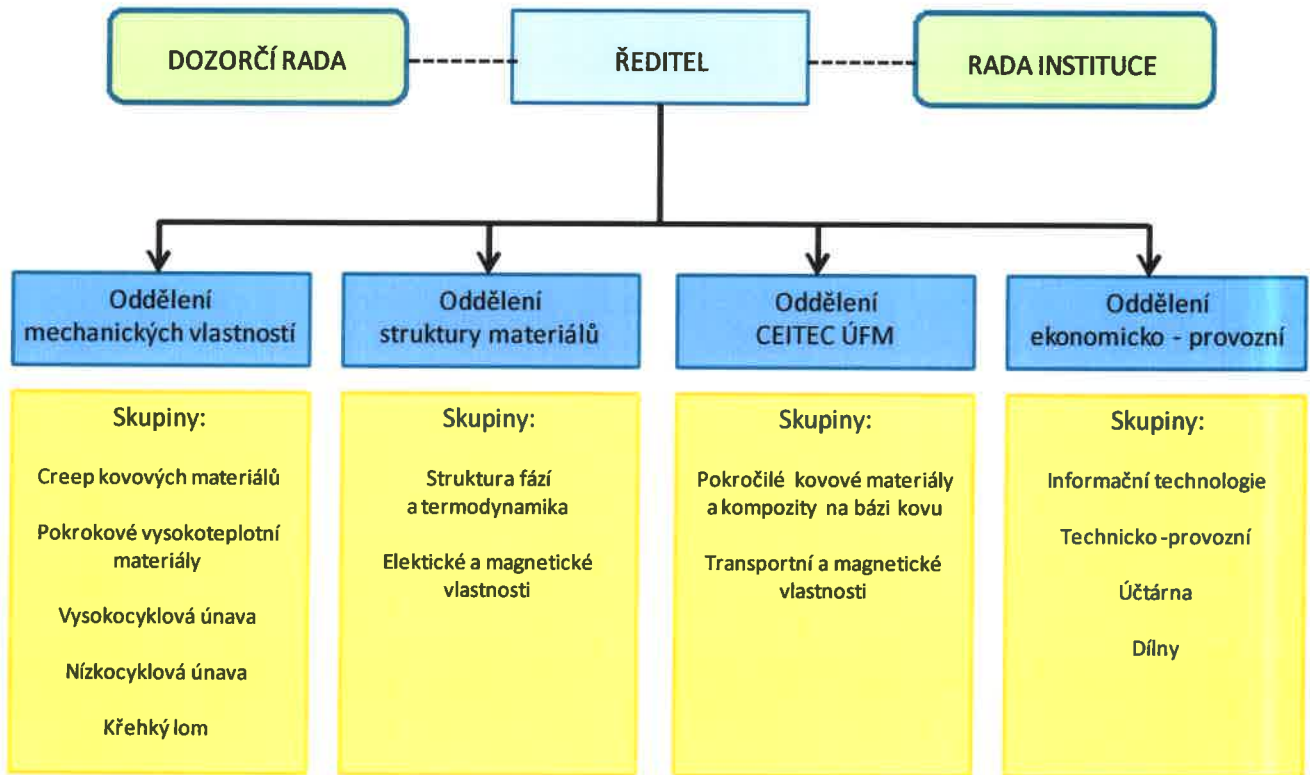 DOZORČÍ RADA
ŘEDITEL
RADA INSTITUCE
Oddělení
mechanických vlastností
Oddělení
struktury materiálů
Oddělení
CEITEC ÚFM
Oddělení
ekonomicko - provozní
Skupiny:
Creep kovových materiálů
Pokrokové vysokoteplotní
materiály
Vysokocyklová únava
Nízkocyklová únava
Křehký lom
Skupiny:
Struktura fází
a termodynamika
Elektické a magnetické
vlastnosti
Skupiny:
Pokročilé kovové materiály
a kompozity na bázi kovu
Transportní a magnetické
vlastnosti
Skupiny:
Informační technologie
Technicko -provozní
Účtárna
Dílny